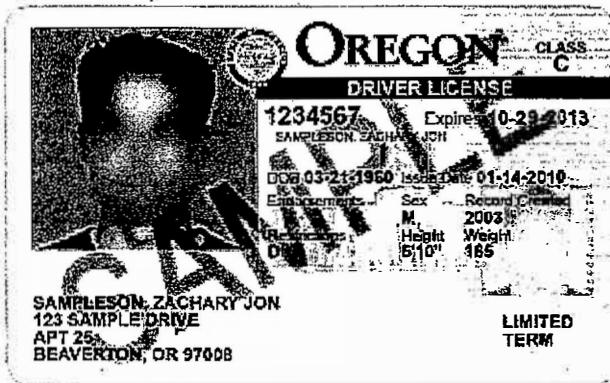 OREGON
CLASS
C
DRIVER LICENSE
1234567 Expires 10-29-2013
SAMPLESON, ZACHARY JON
DOB 03-21-1960 Issue Date 01-14-2010
Endorsements Sex Record Created
M 2003
Restrictions Height Weight
D 5'10" 165
SAMPLESON, ZACHARY JON
123 SAMPLE DRIVE
APT 25
BEAVERTON, OR 97008
LIMITED
TERM
SAMPLE